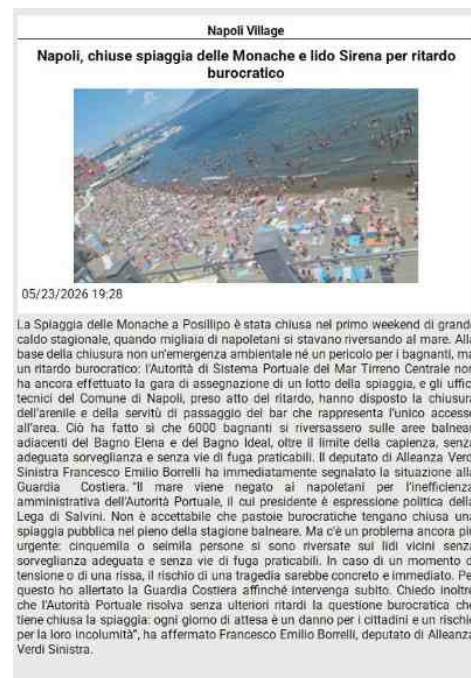 Napoli Village
Napoli, chiuse spiaggia delle Monache e lido Sirena per ritardo
burocratico
05/23/2026 19:28
La Spiaggia delle Monache a Posillipo è stata chiusa nel primo weekend di grande
caldo stagionale, quando migliaia di napoletani si stavano riversando al mare. Alla
base della chiusura non un'emergenza ambientale né un pericolo per i bagnanti, ma
un ritardo burocratico: l'Autorità di Sistema Portuale del Mar Tirreno Centrale non
ha ancora effettuato la gara di assegnazione di un lotto della spiaggia, e gli uffici
tecnici del Comune di Napoli, preso atto del ritardo, hanno disposto la chiusura
dell'arenile e della servitù di passaggio del bar che rappresenta l'unico accesso
all'area. Ciò ha fatto sì che 6000 bagnanti si riversassero sulle aree balneari
adiacenti del Bagno Elena e del Bagno Ideal, oltre il limite della capienza, senza
adeguata sorveglianza e senza vie di fuga praticabili. Il deputato di Alleanza Verdi
Sinistra Francesco Emilio Borrelli ha immediatamente segnalato la situazione alla
Guardia Costiera. "Il mare viene negato ai napoletani per l'inefficienza
amministrativa dell'Autorità Portuale, il cui presidente è espressione politica della
Lega di Salvini. Non è accettabile che pastoie burocratiche tengano chiusa una
spiaggia pubblica nel pieno della stagione balneare. Ma c'è un problema ancora più
urgente: cinquemila o seimila persone si sono riversate sui lidi vicini senza
sorveglianza adeguata e senza vie di fuga praticabili. In caso di un momento di
tensione o di una rissa, il rischio di una tragedia sarebbe concreto e immediato. Per
questo ho allertato la Guardia Costiera affinché intervenga subito. Chiedo inoltre
che l'Autorità Portuale risolva senza ulteriori ritardi la questione burocratica che
tiene chiusa la spiaggia: ogni giorno di attesa è un danno per i cittadini e un rischio
per la loro incolumità", ha affermato Francesco Emilio Borrelli, deputato di Alleanza
Verdi Sinistra.